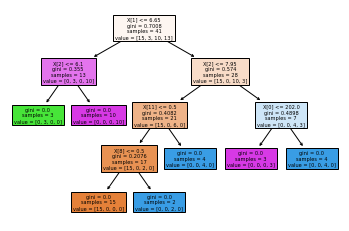 X[1] <= 6.65
gini = 0.7008
samples = 41
value = [15, 3, 10, 13]
X[2] <= 6.1
gini = 0.355
samples = 13
value = [0, 3, 0, 10]
X[2] <= 7.95
gini = 0.574
samples = 28
value = [15, 0, 10, 3]
gini = 0.0
samples = 3
value = [0, 3, 0, 0]
gini = 0.0
samples = 10
value = [0, 0, 0, 10]
X[11] <= 0.5
gini = 0.4082
samples = 21
value = [15, 0, 6, 0]
X[0] <= 202.0
gini = 0.4898
samples = 7
value = [0, 0, 4, 3]
X[8] <= 0.5
gini = 0.2076
samples = 17
value = [15, 0, 2, 0]
gini = 0.0
samples = 4
value = [0, 0, 4, 0]
gini = 0.0
samples = 3
value = [0, 0, 0, 3]
gini = 0.0
samples = 4
value = [0, 0, 4, 0]
gini = 0.0
samples = 15
value = [15, 0, 0, 0]
gini = 0.0
samples = 2
value = [0, 0, 2, 0]